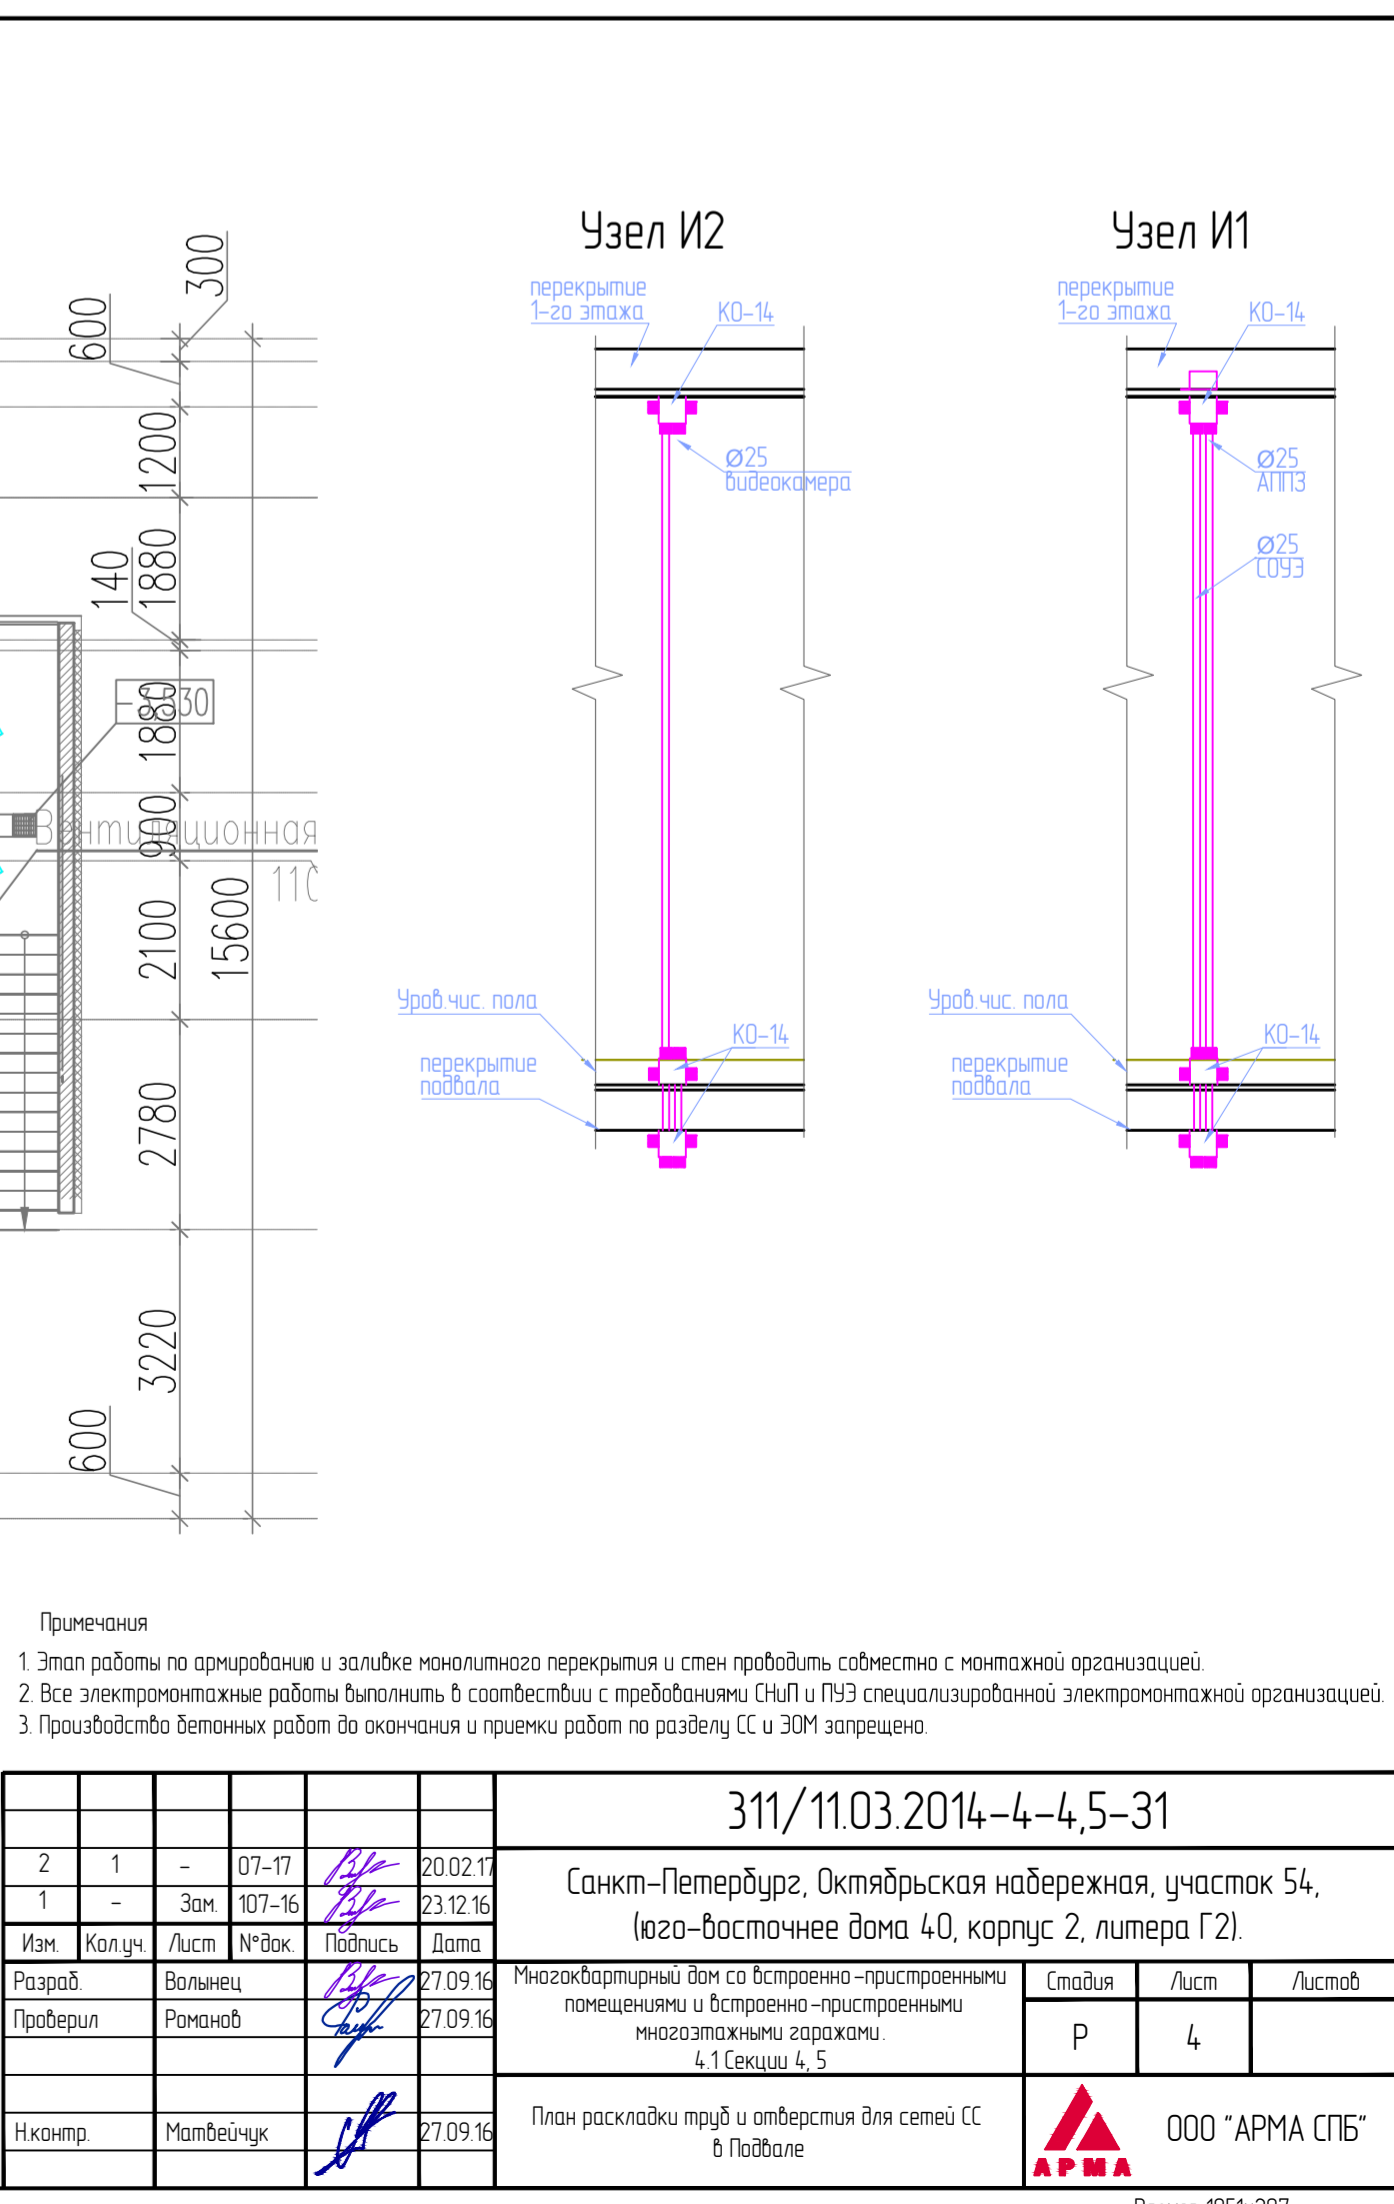 Узел И2
перекрытие
1-го этажа
КО-14
Ø25
видеокамера
Уров.чис. пола
перекрытие
подвала
КО-14
Узел И1
перекрытие
1-го этажа
КО-14
Ø25
АППЗ
Ø25
СОУЭ
Уров.чис. пола
перекрытие
подвала
КО-14
300
600
1200
1880
140
1880
-3,530
900
Вентиляционная
110
2100
15600
2780
3220
600
Примечания
1. Этап работы по армированию и заливке монолитного перекрытия и стен проводить совместно с монтажной организацией.
2. Все электромонтажные работы выполнить в соотвествии с требованиями СНиП и ПУЭ специализированной электромонтажной организацией.
3. Производство бетонных работ до окончания и приемки работ по разделу СС и ЭОМ запрещено.
311/11.03.2014-4-4,5-31
2 1 - 07-17 20.02.17
1 - Зам. 107-16 23.12.16
Изм. Кол.уч. Лист N°док. Подпись Дата
Санкт-Петербург, Октябрьская набережная, участок 54,
(юго-восточнее дома 40, корпус 2, литера Г2).
Разраб. Волынец 27.09.16
Проверил Романов 27.09.16
Н.контр. Матвейчук 27.09.16
Многоквартирный дом со встроенно-пристроенными
помещениями и встроенно-пристроенными
многоэтажными гаражами.
4.1 Секции 4, 5
Стадия Лист Листов
Р 4
План раскладки труб и отверстия для сетей СС
в Подвале
АРМА
ООО "АРМА СПБ"